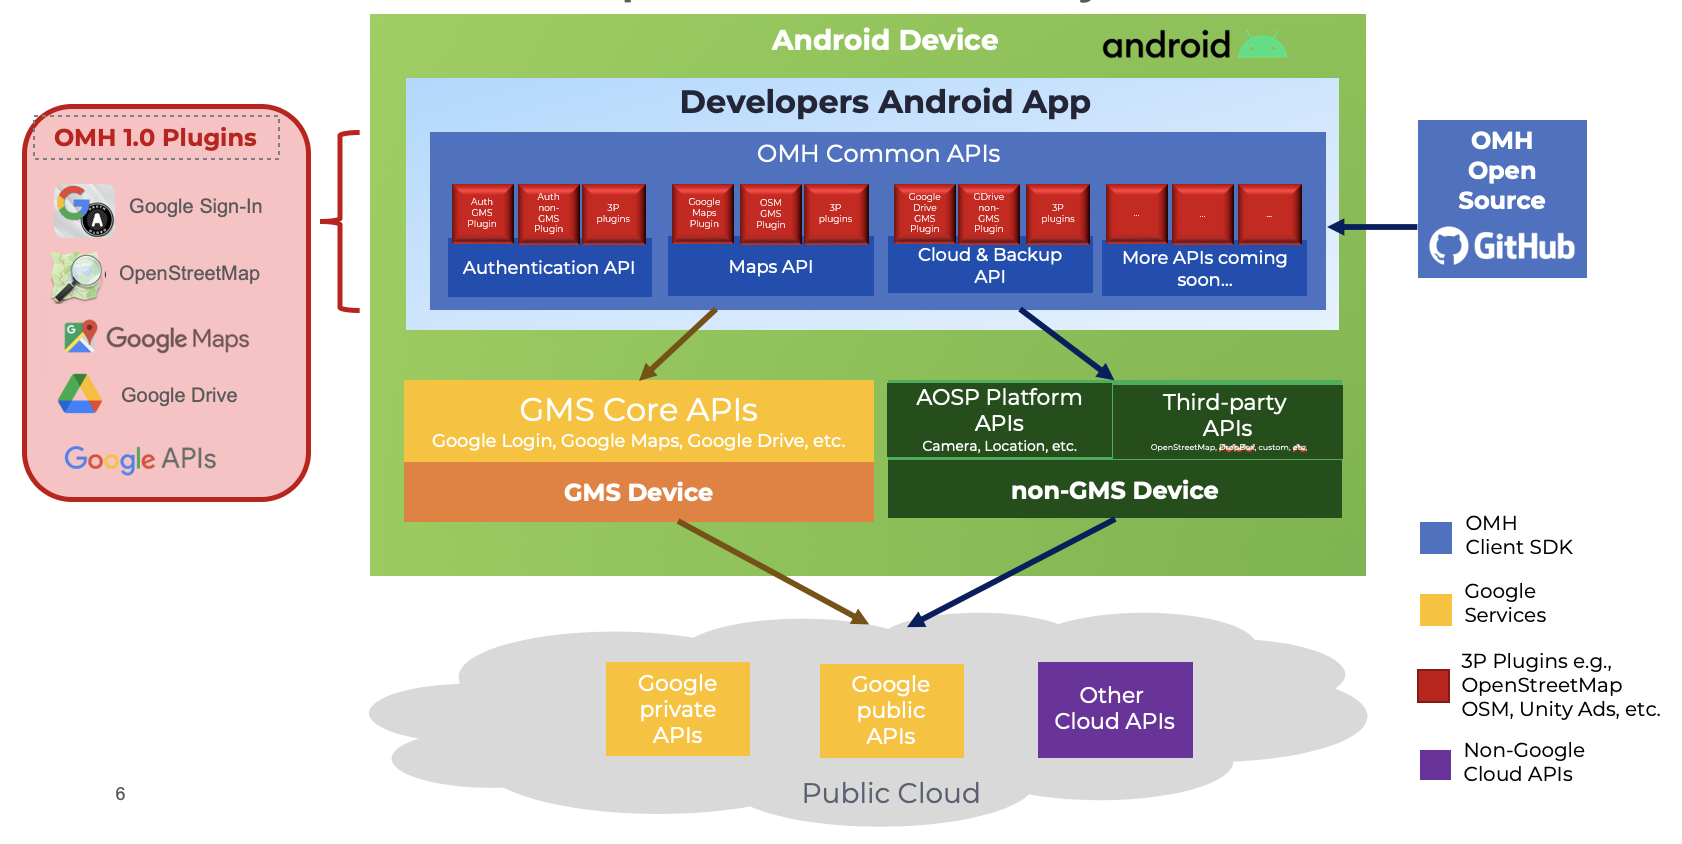 Android Device
android
Developers Android App
OMH Common APIs
Auth
GMS
Plugin
Auth
non-
GMS
Plugin
3P
plugins
Authentication API
Google
Maps
Plugin
OSM
GMS
Plugin
3P
plugins
Maps API
Google
Drive
GMS
Plugin
GDrive
non-
GMS
Plugin
3P
plugins
Cloud & Backup
API
...
...
...
More APIs coming
soon...
OMH 1.0 Plugins
G
A
Google Sign-In
OpenStreetMap
G
Google Maps
Google Drive
Google APIs
OMH
Open
Source
GitHub
GMS Core APIs
Google Login, Google Maps, Google Drive, etc.
GMS Device
AOSP Platform
APIs
Camera, Location, etc.
Third-party
APIs
OpenStreetMap, DropBox, custom, etc.
non-GMS Device
Google
private
APIs
Google
public
APIs
Other
Cloud APIs
Public Cloud
OMH
Client SDK
Google
Services
3P Plugins e.g.,
OpenStreetMap
OSM, Unity Ads, etc.
Non-Google
Cloud APIs
6